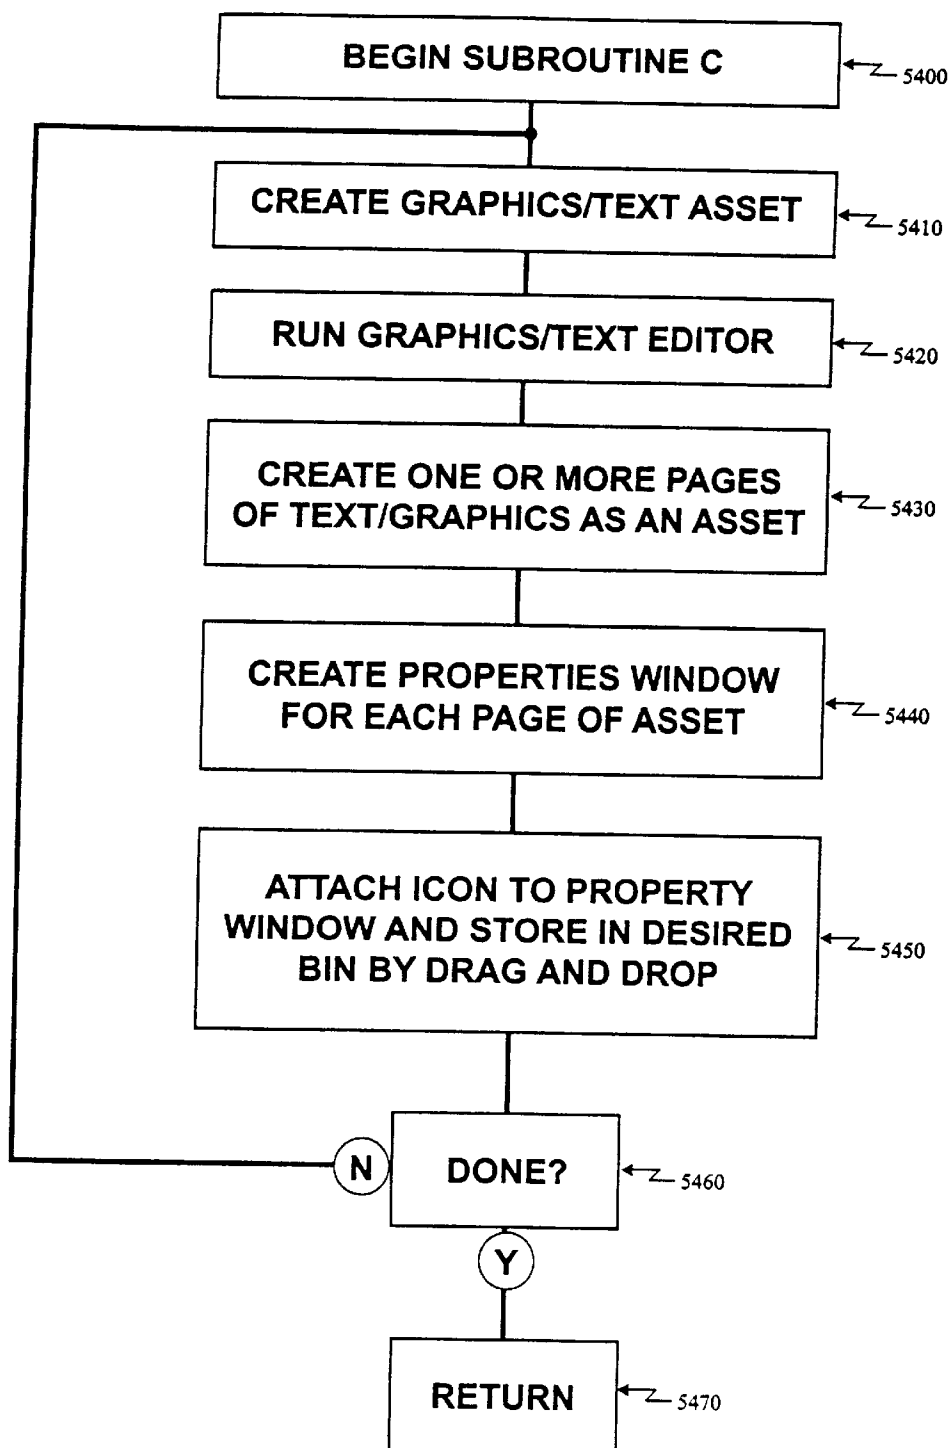 BEGIN SUBROUTINE C
5400
CREATE GRAPHICS/TEXT ASSET
5410
RUN GRAPHICS/TEXT EDITOR
5420
CREATE ONE OR MORE PAGES
OF TEXT/GRAPHICS AS AN ASSET
5430
CREATE PROPERTIES WINDOW
FOR EACH PAGE OF ASSET
5440
ATTACH ICON TO PROPERTY
WINDOW AND STORE IN DESIRED
BIN BY DRAG AND DROP
5450
N
DONE?
5460
Y
RETURN
5470